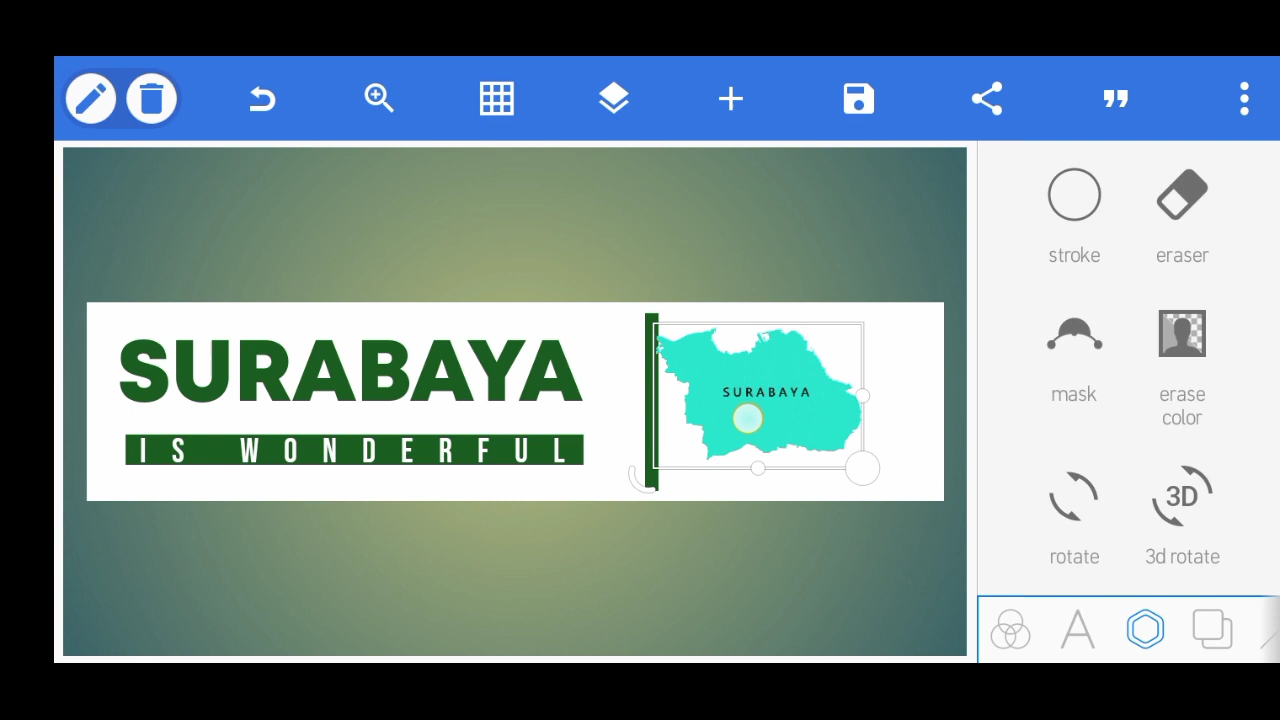 SURABAYA
IS WONDERFUL
SURABAYA
stroke
eraser
mask
erase
color
3D
rotate
3d rotate